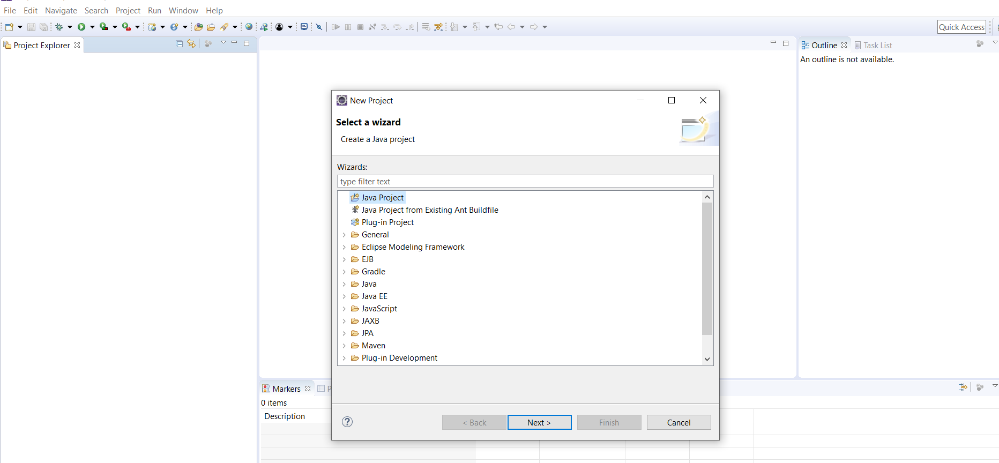 File Edit Navigate Search Project Run Window Help
Quick Access
Project Explorer
Outline Task List
An outline is not available.
New Project
Select a wizard
Create a Java project
Wizards:
type filter text
Java Project
Java Project from Existing Ant Buildfile
Plug-in Project
General
Eclipse Modeling Framework
EJB
Gradle
Java
Java EE
JavaScript
JAXB
JPA
Maven
Plug-in Development
Markers
0 items
Description
< Back Next > Finish Cancel